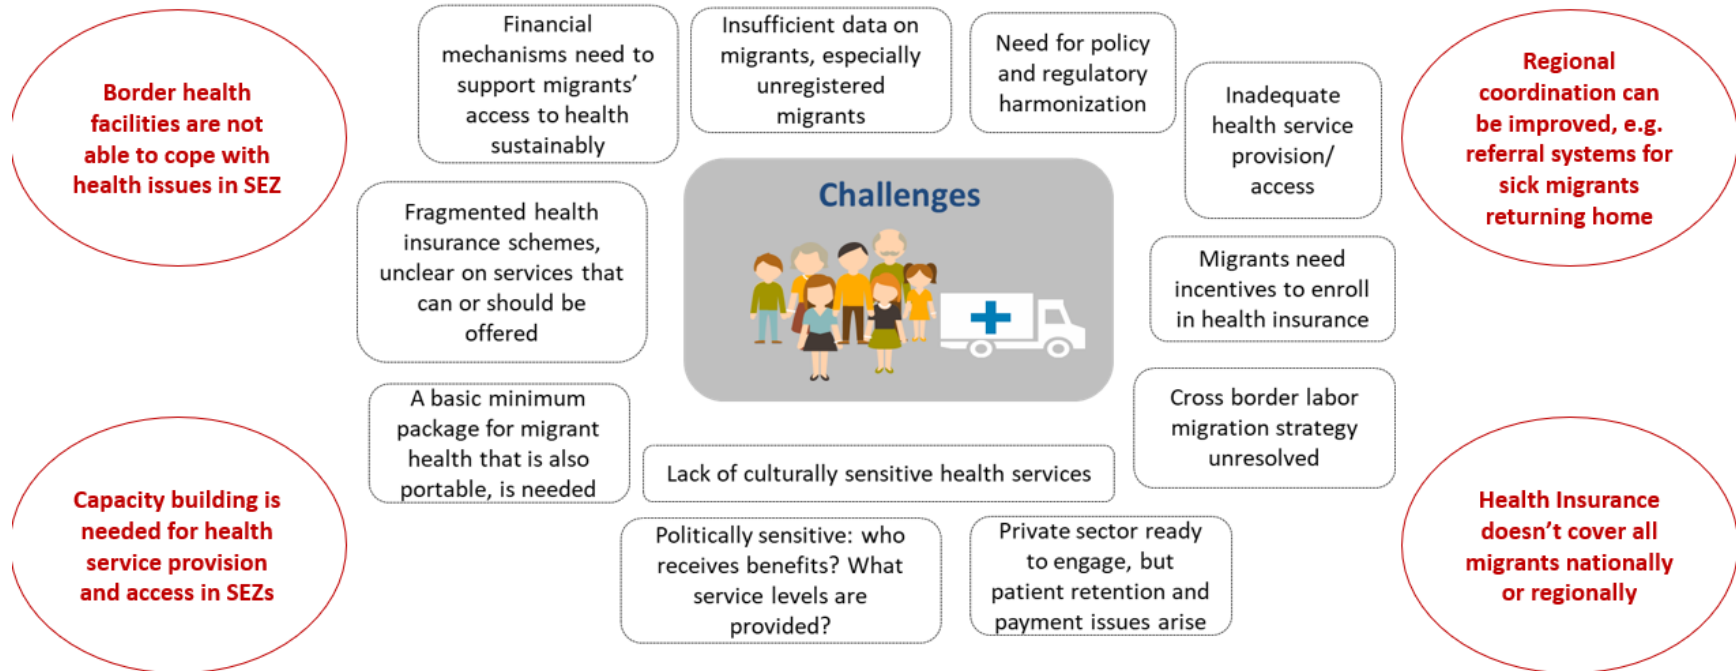 Border health
facilities are not
able to cope with
health issues in SEZ
Financial
mechanisms need to
support migrants’
access to health
sustainably
Insufficient data on
migrants, especially
unregistered
migrants
Need for policy
and regulatory
harmonization
Inadequate
health service
provision/
access
Regional
coordination can
be improved, e.g.
referral systems for
sick migrants
returning home
Fragmented health
insurance schemes,
unclear on services that
can or should be
offered
Challenges
Migrants need
incentives to enroll
in health insurance
A basic minimum
package for migrant
health that is also
portable, is needed
Lack of culturally sensitive health services
Cross border labor
migration strategy
unresolved
Capacity building is
needed for health
service provision
and access in SEZs
Politically sensitive: who
receives benefits? What
service levels are
provided?
Private sector ready
to engage, but
patient retention and
payment issues arise
Health Insurance
doesn’t cover all
migrants nationally
or regionally